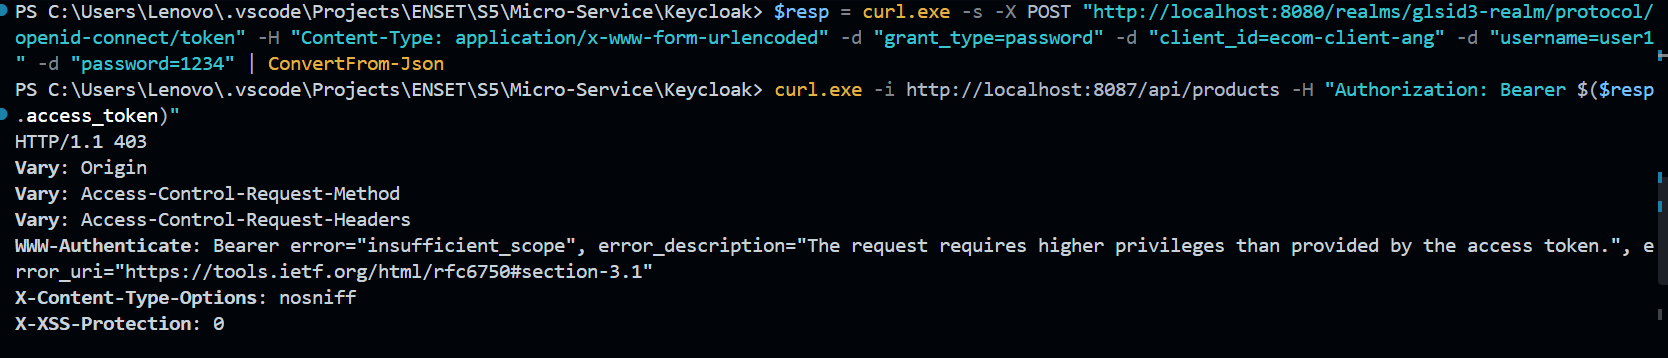 PS C:\Users\Lenovo\.vscode\Projects\ENSET\S5\Micro-Service\Keycloak> $resp = curl.exe -s -X POST "http://localhost:8080/realms/glsid3-realm/protocol/
openid-connect/token" -H "Content-Type: application/x-www-form-urlencoded" -d "grant_type=password" -d "client_id=ecom-client-ang" -d "username=user1
" -d "password=1234" | ConvertFrom-Json
PS C:\Users\Lenovo\.vscode\Projects\ENSET\S5\Micro-Service\Keycloak> curl.exe -i http://localhost:8087/api/products -H "Authorization: Bearer $($resp
.access_token)"
HTTP/1.1 403
Vary: Origin
Vary: Access-Control-Request-Method
Vary: Access-Control-Request-Headers
WWW-Authenticate: Bearer error="insufficient_scope", error_description="The request requires higher privileges than provided by the access token.", e
rror_uri="https://tools.ietf.org/html/rfc6750#section-3.1"
X-Content-Type-Options: nosniff
X-XSS-Protection: 0